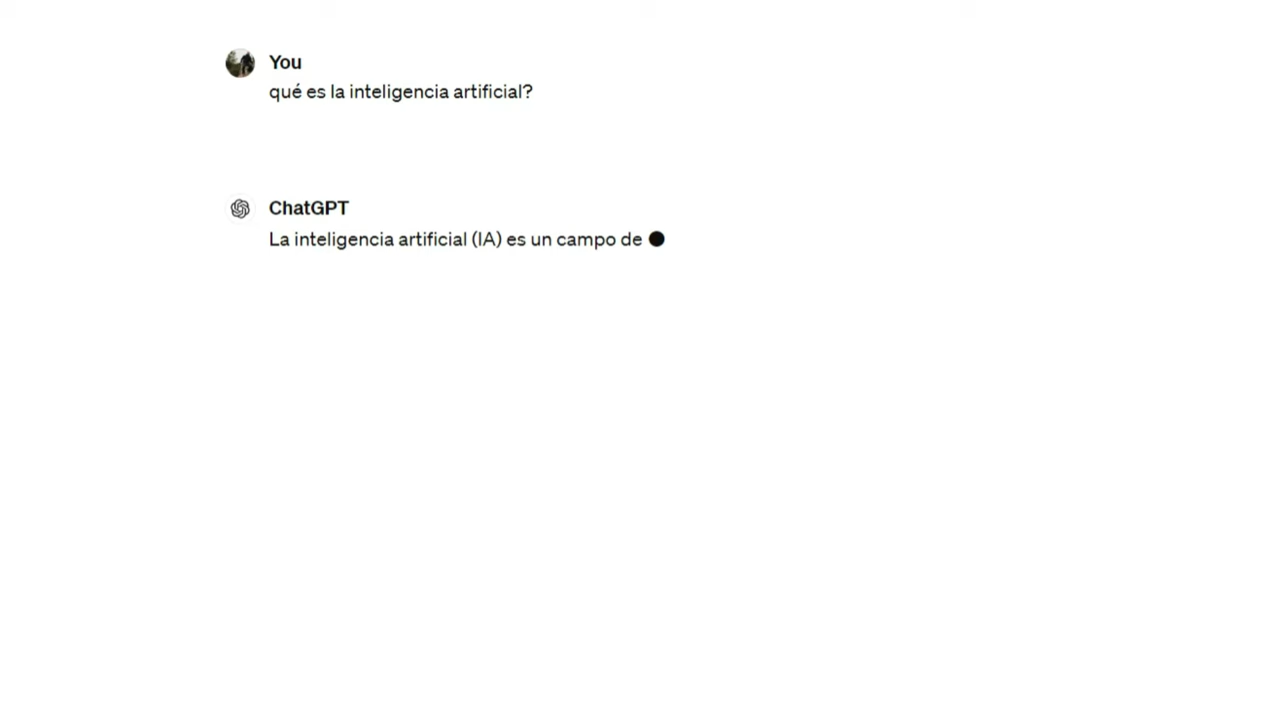 You
qué es la inteligencia artificial?
ChatGPT
La inteligencia artificial (IA) es un campo de